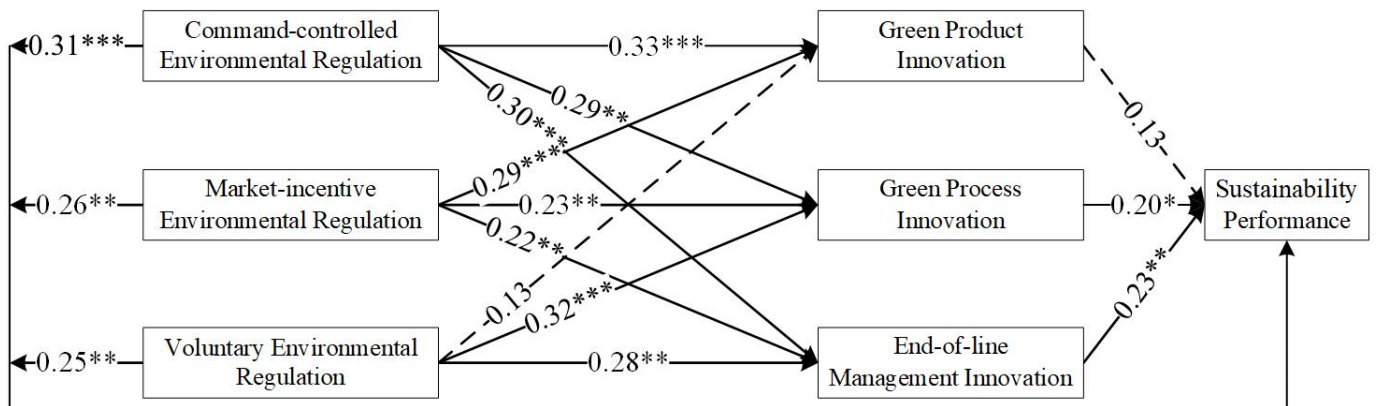 Command-controlled
Environmental Regulation
Green Product
Innovation
0.31***
0.33***
0.29**
0.30***
0.13
Market-incentive
Environmental Regulation
Green Process
Innovation
Sustainability
Performance
0.26**
0.29***
0.23**
0.20*
0.22**
0.13
0.32***
0.23**
Voluntary Environmental
Regulation
End-of-line
Management Innovation
0.25**
0.28**